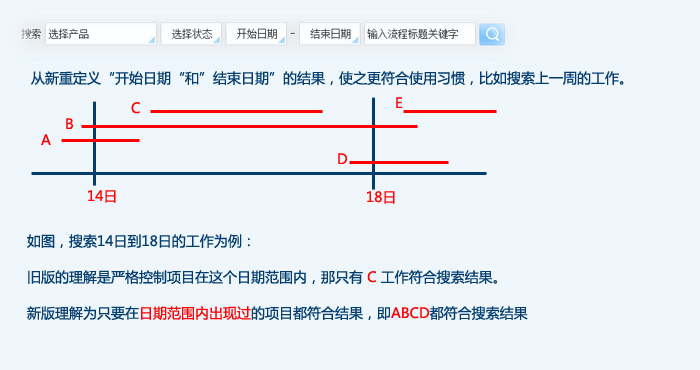 搜索 选择产品 选择状态 开始日期 - 结束日期 输入流程标题关键字
从新重定义“开始日期“和”结束日期”的结果，使之更符合使用习惯，比如搜索上一周的工作。
C
E
B
A
D
14日
18日
如图，搜索14日到18日的工作为例：
旧版的理解是严格控制项目在这个日期范围内，那只有 C 工作符合搜索结果。
新版理解为只要在日期范围内出现过的项目都符合结果，即ABCD都符合搜索结果